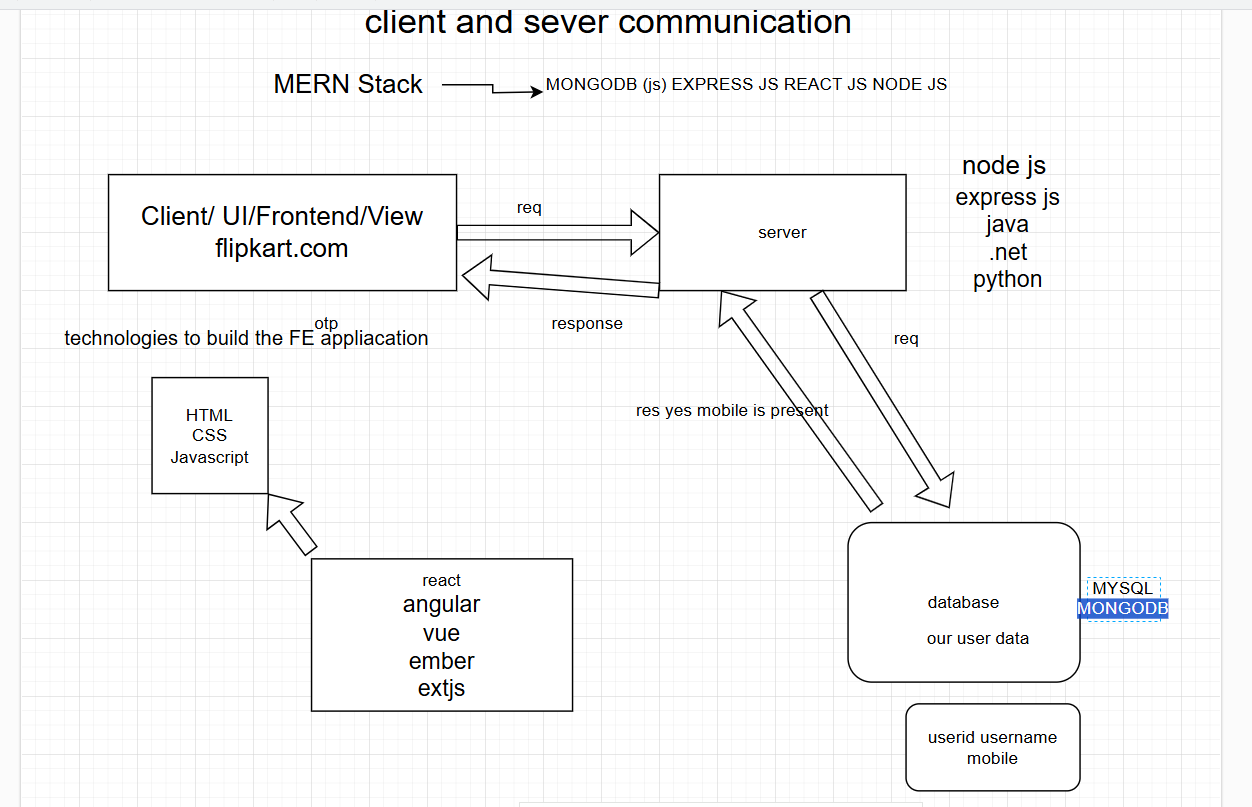 client and sever communication
MERN Stack
MONGODB (js) EXPRESS JS REACT JS NODE JS
Client/ UI/Frontend/View
flipkart.com
req
server
node js
express js
java
.net
python
response
otp
technologies to build the FE appliacation
req
res yes mobile is present
HTML
CSS
Javascript
react
angular
vue
ember
extjs
database
our user data
MYSQL
MONGODB
userid username
mobile